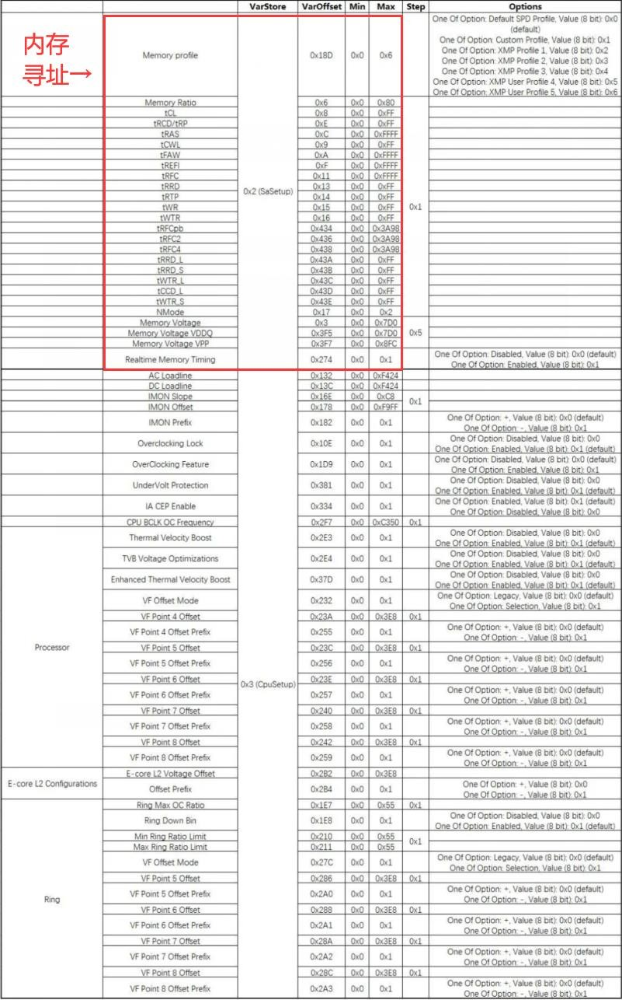 VarStore VarOffset Min Max Step Options
内存
寻址→
Memory profile 0x18D 0x0 0x6
One Of Option: Default SPD Profile, Value (8 bit): 0x0
(default)
One Of Option: Custom Profile, Value (8 bit): 0x1
One Of Option: XMP Profile 1, Value (8 bit): 0x2
One Of Option: XMP Profile 2, Value (8 bit): 0x3
One Of Option: XMP Profile 3, Value (8 bit): 0x4
One Of Option: XMP User Profile 4, Value (8 bit): 0x5
One Of Option: XMP User Profile 5, Value (8 bit): 0x6
Memory Ratio 0x6 0x0 0x80
tCL 0x8 0x0 0xFF
tRCD/tRP 0xE 0x0 0xFF
tRAS 0xC 0x0 0xFFFF
tCWL 0x9 0x0 0xFF
tFAW 0xA 0x0 0xFFFF
tREFI 0xF 0x0 0xFFFF
tRFC 0x11 0x0 0xFFFF
tRRD 0x13 0x0 0xFF
0x2 (SaSetup)
tRTP 0x14 0x0 0xFF
tWR 0x15 0x0 0xFF
0x1
tWTR 0x16 0x0 0xFF
tRFCpb 0x434 0x0 0x3A98
tRFC2 0x436 0x0 0x3A98
tRFC4 0x438 0x0 0x3A98
tRRD_L 0x43A 0x0 0xFF
tRRD_S 0x43B 0x0 0xFF
tWTR_L 0x43C 0x0 0xFF
tCCD_L 0x43D 0x0 0xFF
tWTR_S 0x43E 0x0 0xFF
NMode 0x17 0x0 0x2
Memory Voltage 0x3 0x0 0x7D0
Memory Voltage VDDQ 0x3F5 0x0 0x7D0 0x5
Memory Voltage VPP 0x3F7 0x0 0x8FC
Realtime Memory Timing 0x274 0x0 0x1
One Of Option: Disabled, Value (8 bit): 0x0 (default)
One Of Option: Enabled, Value (8 bit): 0x1
AC Loadline 0x132 0x0 0xF424
DC Loadline 0x13C 0x0 0xF424
IMON Slope 0x16E 0x0 0xC8
0x1
IMON Offset 0x178 0x0 0xF9FF
IMON Prefix 0x182 0x0 0x1
One Of Option: +, Value (8 bit): 0x0 (default)
One Of Option: -, Value (8 bit): 0x1
Overclocking Lock 0x10E 0x0 0x1
One Of Option: Disabled, Value (8 bit): 0x0
One Of Option: Enabled, Value (8 bit): 0x1 (default)
OverClocking Feature 0x1D9 0x0 0x1
One Of Option: Disabled, Value (8 bit): 0x0 (default)
One Of Option: Enabled, Value (8 bit): 0x1
UnderVolt Protection 0x381 0x0 0x1
One Of Option: Disabled, Value (8 bit): 0x0
One Of Option: Enabled, Value (8 bit): 0x1 (default)
IA CEP Enable 0x334 0x0 0x1
One Of Option: Enabled, Value (8 bit): 0x1 (default)
One Of Option: Disabled, Value (8 bit): 0x0
CPU BCLK OC Frequency 0x2F7 0x0 0xC350 0x1
Thermal Velocity Boost 0x2E3 0x0 0x1
One Of Option: Disabled, Value (8 bit): 0x0
One Of Option: Enabled, Value (8 bit): 0x1 (default)
TVB Voltage Optimizations 0x2E4 0x0 0x1
One Of Option: Disabled, Value (8 bit): 0x0
One Of Option: Enabled, Value (8 bit): 0x1 (default)
Enhanced Thermal Velocity Boost 0x37D 0x0 0x1
One Of Option: Disabled, Value (8 bit): 0x0
One Of Option: Enabled, Value (8 bit): 0x1 (default)
VF Offset Mode 0x232 0x0 0x1
One Of Option: Legacy, Value (8 bit): 0x0 (default)
One Of Option: Selection, Value (8 bit): 0x1
VF Point 4 Offset 0x23A 0x0 0x3E8 0x1
VF Point 4 Offset Prefix 0x255 0x0 0x1
One Of Option: +, Value (8 bit): 0x0 (default)
One Of Option: -, Value (8 bit): 0x1
Processor
VF Point 5 Offset 0x23C 0x0 0x3E8 0x1
VF Point 5 Offset Prefix 0x256 0x0 0x1
One Of Option: +, Value (8 bit): 0x0 (default)
One Of Option: -, Value (8 bit): 0x1
VF Point 6 Offset 0x23E 0x0 0x3E8 0x1
0x3 (CpuSetup)
VF Point 6 Offset Prefix 0x257 0x0 0x1
One Of Option: +, Value (8 bit): 0x0 (default)
One Of Option: -, Value (8 bit): 0x1
VF Point 7 Offset 0x240 0x0 0x3E8 0x1
VF Point 7 Offset Prefix 0x258 0x0 0x1
One Of Option: +, Value (8 bit): 0x0 (default)
One Of Option: -, Value (8 bit): 0x1
VF Point 8 Offset 0x242 0x0 0x3E8 0x1
VF Point 8 Offset Prefix 0x259 0x0 0x1
One Of Option: +, Value (8 bit): 0x0 (default)
One Of Option: -, Value (8 bit): 0x1
E-core L2 Configurations
E-core L2 Voltage Offset 0x2B2 0x0 0x3E8
Offset Prefix 0x2B4 0x0 0x1
One Of Option: +, Value (8 bit): 0x0
One Of Option: -, Value (8 bit): 0x1
Ring Max OC Ratio 0x1E7 0x0 0x55 0x1
Ring Down Bin 0x1E8 0x0 0x1
One Of Option: Disabled, Value (8 bit): 0x0
One Of Option: Enabled, Value (8 bit): 0x1 (default)
Min Ring Ratio Limit 0x210 0x0 0x55
0x1
Max Ring Ratio Limit 0x211 0x0 0x55
VF Offset Mode 0x27C 0x0 0x1
One Of Option: Legacy, Value (8 bit): 0x0 (default)
One Of Option: Selection, Value (8 bit): 0x1
VF Point 5 Offset 0x286 0x0 0x3E8 0x1
Ring
VF Point 5 Offset Prefix 0x2A0 0x0 0x1
One Of Option: +, Value (8 bit): 0x0 (default)
One Of Option: -, Value (8 bit): 0x1
VF Point 6 Offset 0x288 0x0 0x3E8 0x1
VF Point 6 Offset Prefix 0x2A1 0x0 0x1
One Of Option: +, Value (8 bit): 0x0 (default)
One Of Option: -, Value (8 bit): 0x1
VF Point 7 Offset 0x28A 0x0 0x3E8 0x1
VF Point 7 Offset Prefix 0x2A2 0x0 0x1
One Of Option: +, Value (8 bit): 0x0 (default)
One Of Option: -, Value (8 bit): 0x1
VF Point 8 Offset 0x28C 0x0 0x3E8 0x1
VF Point 8 Offset Prefix 0x2A3 0x0 0x1
One Of Option: +, Value (8 bit): 0x0 (default)
One Of Option: -, Value (8 bit): 0x1